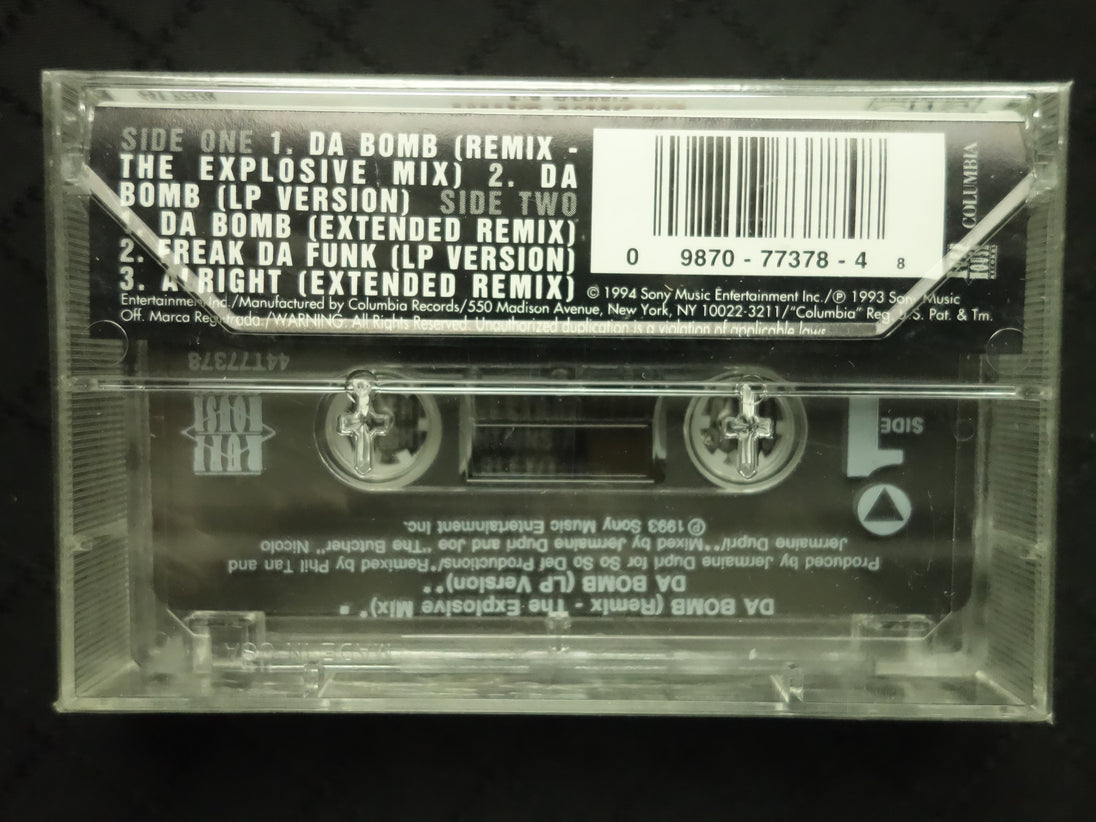 SIDE ONE 1. DA BOMB (REMIX -
THE EXPLOSIVE MIX) 2. DA
BOMB (LP VERSION) SIDE TWO
1. DA BOMB (EXTENDED REMIX)
2. FREAK DA FUNK (LP VERSION)
3. ALRIGHT (EXTENDED REMIX)
0 9870 - 77378 - 4 8
COLUMBIA
© 1994 Sony Music Entertainment Inc./℗ 1993 Sony Music
Entertainment Inc./Manufactured by Columbia Records/550 Madison Avenue, New York, NY 10022-3211/"Columbia" Reg. U.S. Pat. & Tm.
Off. Marca Registrada./WARNING: All Rights Reserved. Unauthorized duplication is a violation of applicable laws.
44T77378
SIDE
1
℗ 1993 Sony Music Entertainment Inc.
Jermaine Dupri/**Mixed by Jermaine Dupri and Joe "The Butcher" Nicolo
Produced by Jermaine Dupri for So So Def Productions/*Remixed by Phil Tan and
DA BOMB (LP Version)**
DA BOMB (Remix - The Explosive Mix)*
MADE IN USA